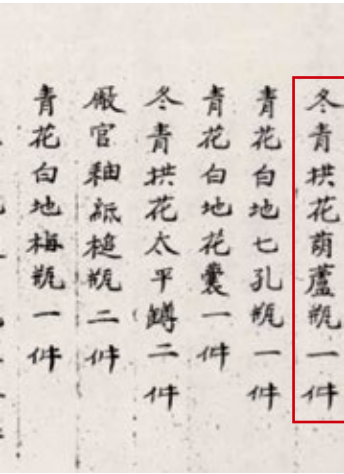 冬青拱花葫蘆瓶一件
青花白地七孔瓶一件
青花白地花囊一件
冬青拱花太平罇二件
厰官釉紙槌瓶二件
青花白地梅瓶一件